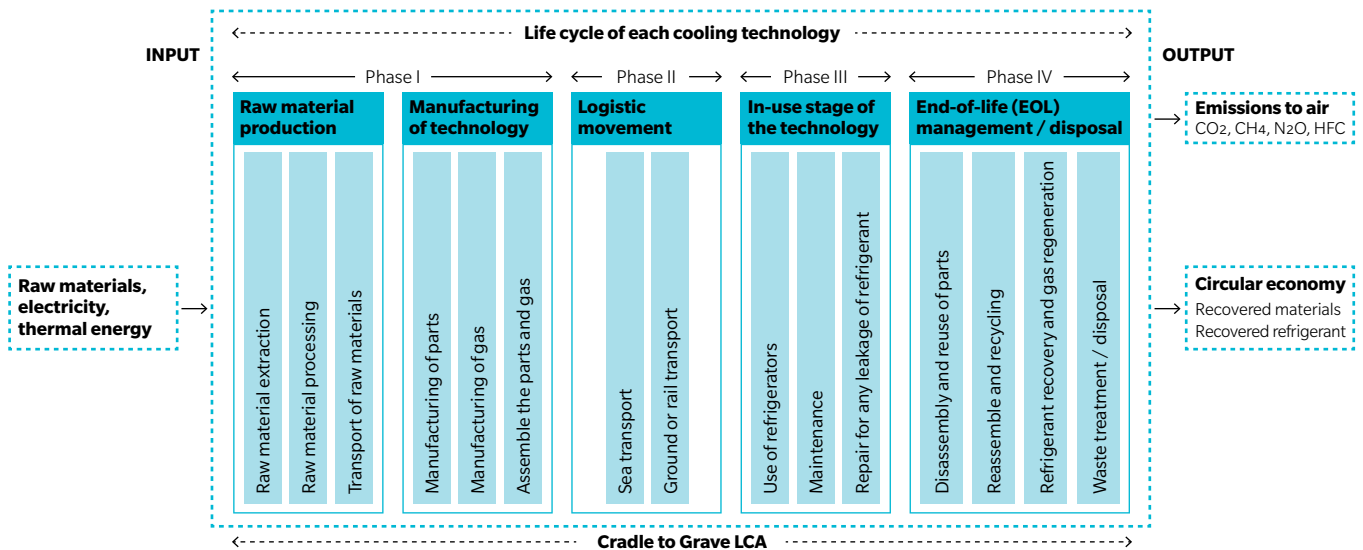 Life cycle of each cooling technology
INPUT
OUTPUT
Phase I
Phase II
Phase III
Phase IV
Raw material
production
Manufacturing
of technology
Logistic
movement
In-use stage of
the technology
End-of-life (EOL)
management / disposal
Raw materials,
electricity,
thermal energy
Raw material extraction
Raw material processing
Transport of raw materials
Manufacturing of parts
Manufacturing of gas
Assemble the parts and gas
Sea transport
Ground or rail transport
Use of refrigerators
Maintenance
Repair for any leakage of refrigerant
Disassembly and reuse of parts
Reassemble and recycling
Refrigerant recovery and gas regeneration
Waste treatment / disposal
Emissions to air
CO2, CH4, N2O, HFC
Circular economy
Recovered materials
Recovered refrigerant
Cradle to Grave LCA